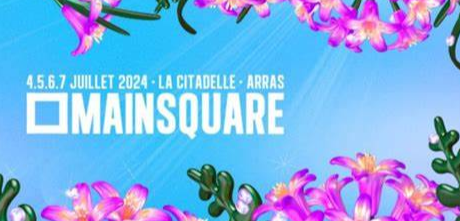 4.5.6.7 JUILLET 2024 · LA CITADELLE · ARRAS
MAINSQUARE